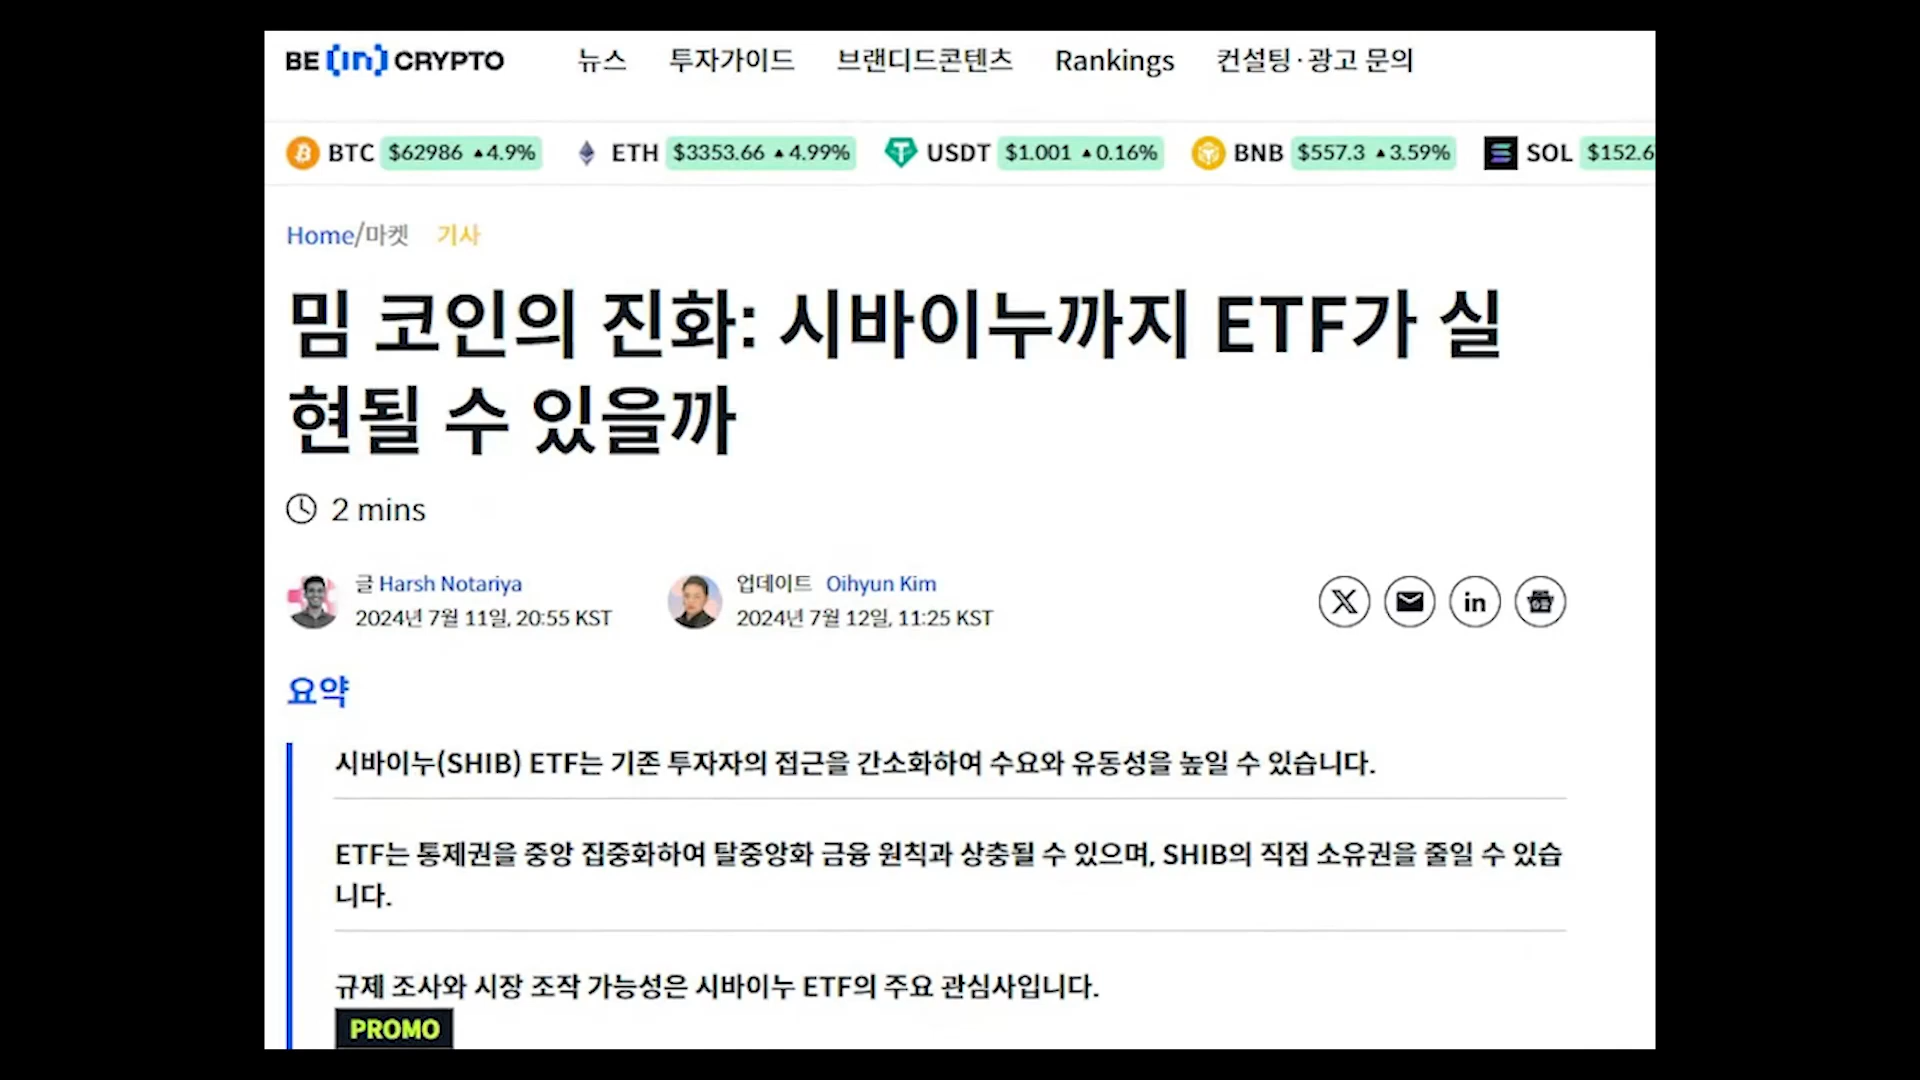 BE [in] CRYPTO 뉴스 투자가이드 브랜디드콘텐츠 Rankings 컨설팅·광고 문의
BTC $62986 ▲4.9% ETH $3353.66 ▲4.99% USDT $1.001 ▲0.16% BNB $557.3 ▲3.59% SOL $152.6
Home/마켓 기사
밈 코인의 진화: 시바이누까지 ETF가 실
현될 수 있을까
2 mins
글 Harsh Notariya 업데이트 Oihyun Kim
2024년 7월 11일, 20:55 KST 2024년 7월 12일, 11:25 KST
요약
시바이누(SHIB) ETF는 기존 투자자의 접근을 간소화하여 수요와 유동성을 높일 수 있습니다.
ETF는 통제권을 중앙 집중화하여 탈중앙화 금융 원칙과 상충될 수 있으며, SHIB의 직접 소유권을 줄일 수 있습
니다.
규제 조사와 시장 조작 가능성은 시바이누 ETF의 주요 관심사입니다.
PROMO